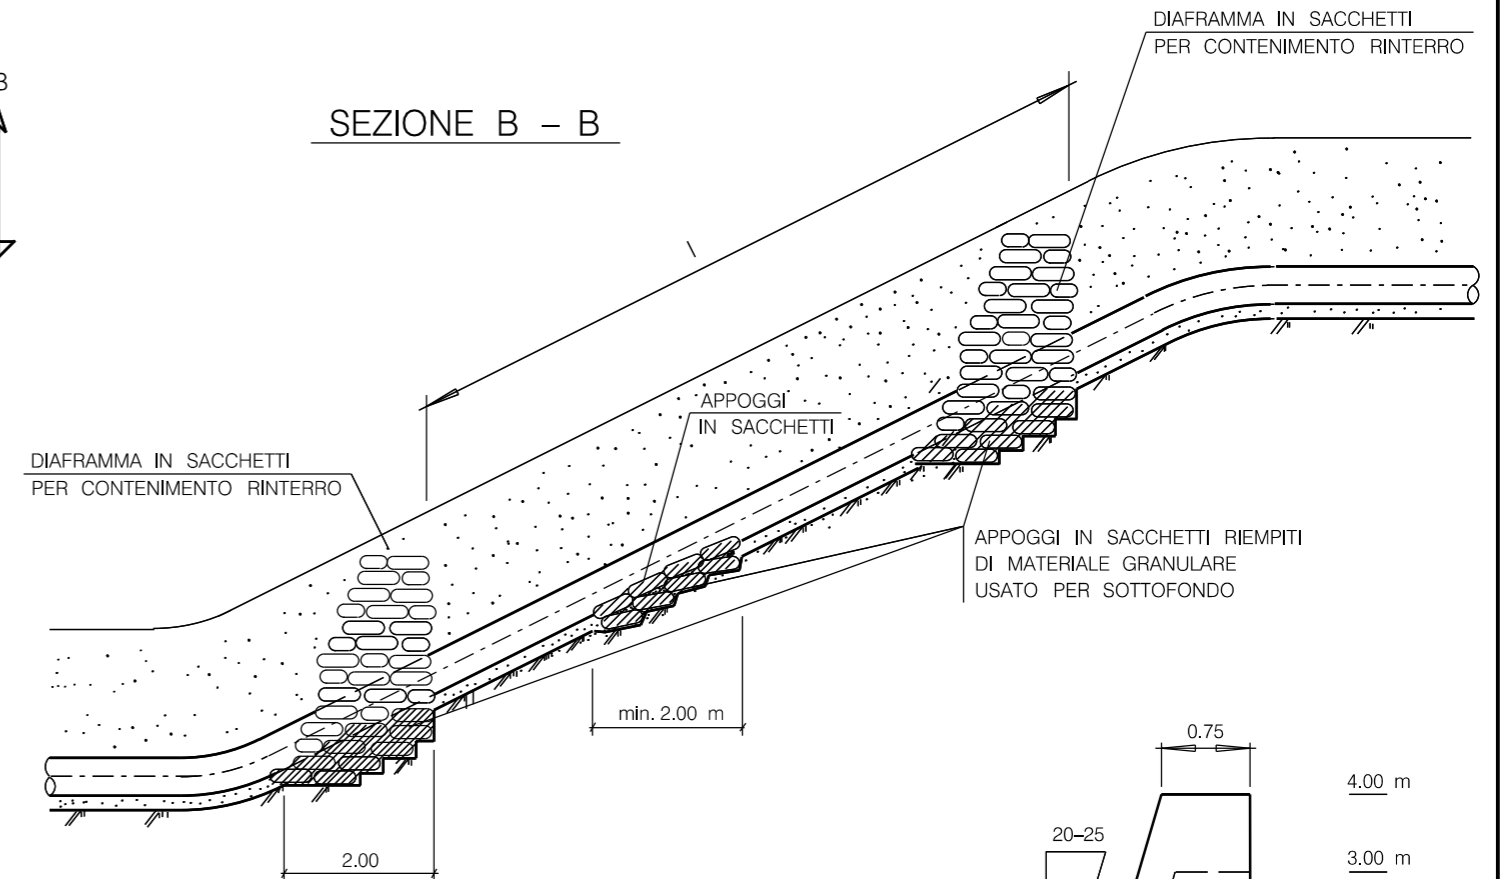 DIAFRAMMA IN SACCHETTI
PER CONTENIMENTO RINTERRO
B
SEZIONE B – B
l
APPOGGI
IN SACCHETTI
DIAFRAMMA IN SACCHETTI
PER CONTENIMENTO RINTERRO
APPOGGI IN SACCHETTI RIEMPITI
DI MATERIALE GRANULARE
USATO PER SOTTOFONDO
min. 2.00 m
0.75
4.00 m
20–25
2.00
3.00 m